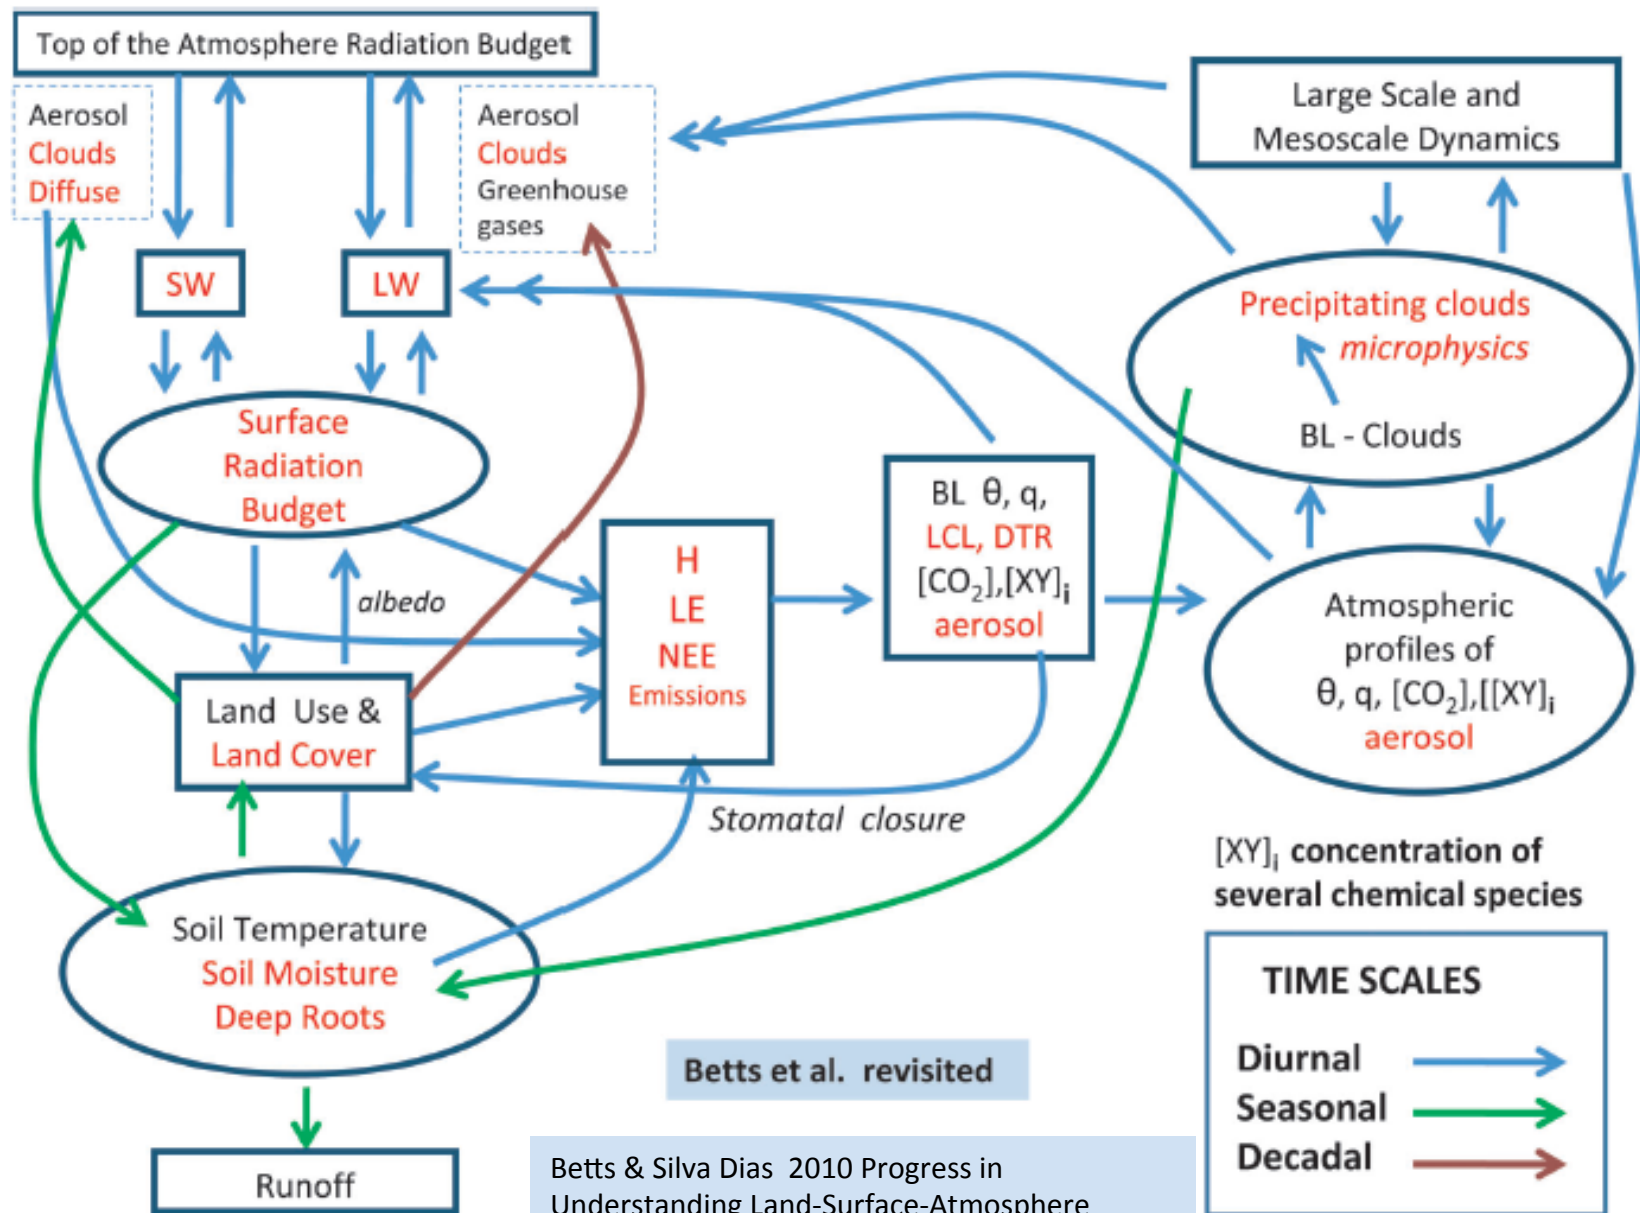 Top of the Atmosphere Radiation Budget
Aerosol
Clouds
Diffuse
Aerosol
Clouds
Greenhouse
gases
Large Scale and
Mesoscale Dynamics
SW
LW
Precipitating clouds
microphysics
BL - Clouds
Surface
Radiation
Budget
albedo
H
LE
NEE
Emissions
BL θ, q,
LCL, DTR
[CO₂],[XY]ᵢ
aerosol
Atmospheric
profiles of
θ, q, [CO₂],[[XY]ᵢ
aerosol
Land Use &
Land Cover
Stomatal closure
[XY]ᵢ concentration of
several chemical species
Soil Temperature
Soil Moisture
Deep Roots
TIME SCALES
Diurnal
Seasonal
Decadal
Betts et al. revisited
Runoff
Betts & Silva Dias 2010 Progress in
Understanding Land-Surface-Atmosphere